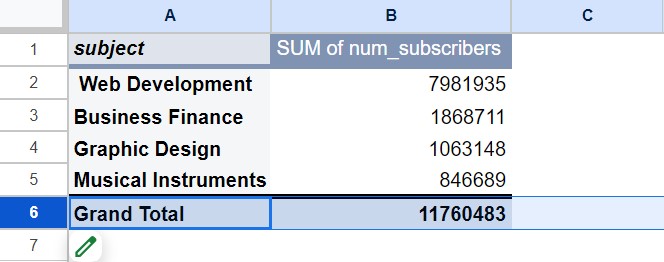 A B C
1 subject SUM of num_subscribers
2 Web Development 7981935
3 Business Finance 1868711
4 Graphic Design 1063148
5 Musical Instruments 846689
6 Grand Total 11760483
7